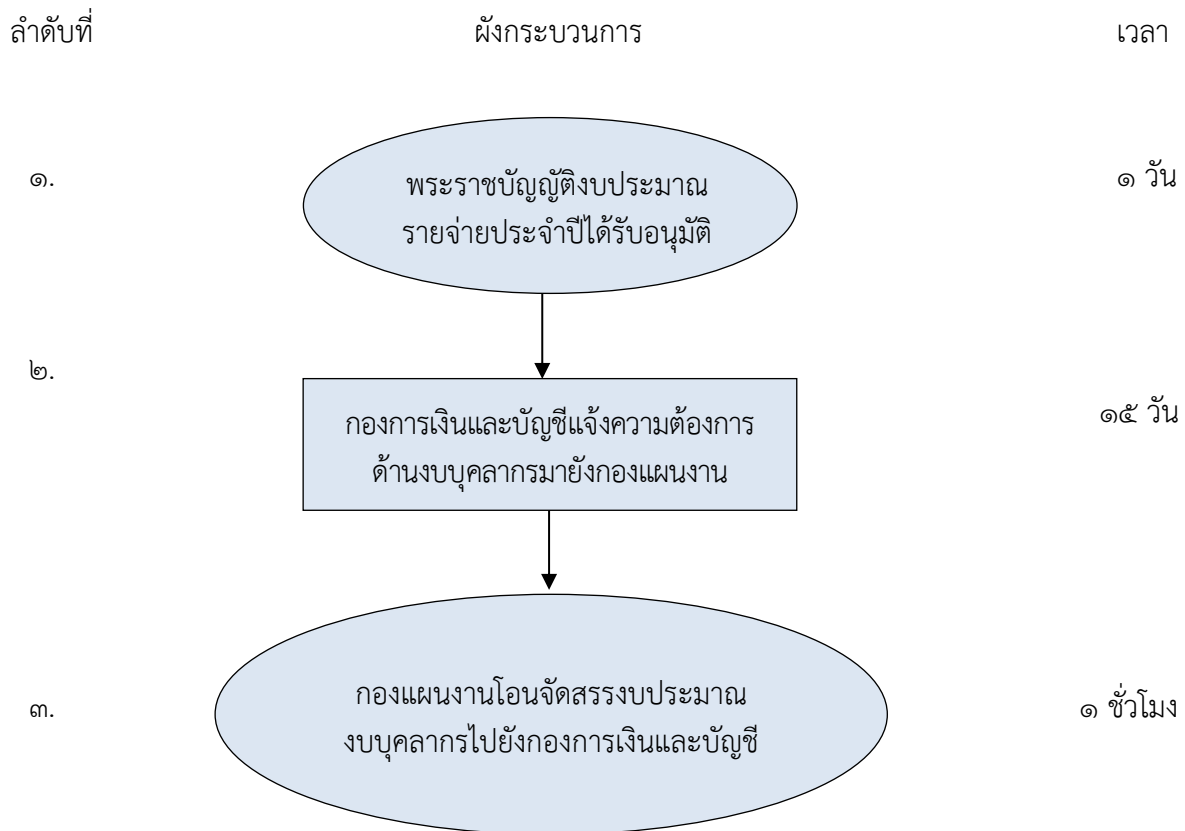 ลำดับที่ ผังกระบวนการ เวลา
๑. พระราชบัญญัติงบประมาณ ๑ วัน
รายจ่ายประจำปีได้รับอนุมัติ
๒.
กองการเงินและบัญชีแจ้งความต้องการ ๑๕ วัน
ด้านงบบุคลากรมายังกองแผนงาน
กองแผนงานโอนจัดสรรงบประมาณ
๓. ๑ ชั่วโมง
งบบุคลากรไปยังกองการเงินและบัญชี